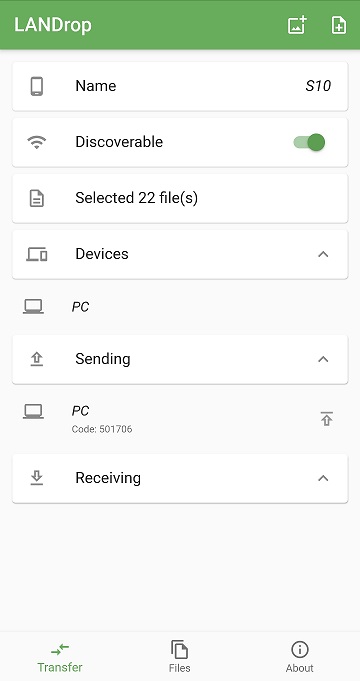 LANDrop
Name S10
Discoverable
Selected 22 file(s)
Devices
PC
Sending
PC
Code: 501706
Receiving
Transfer Files About